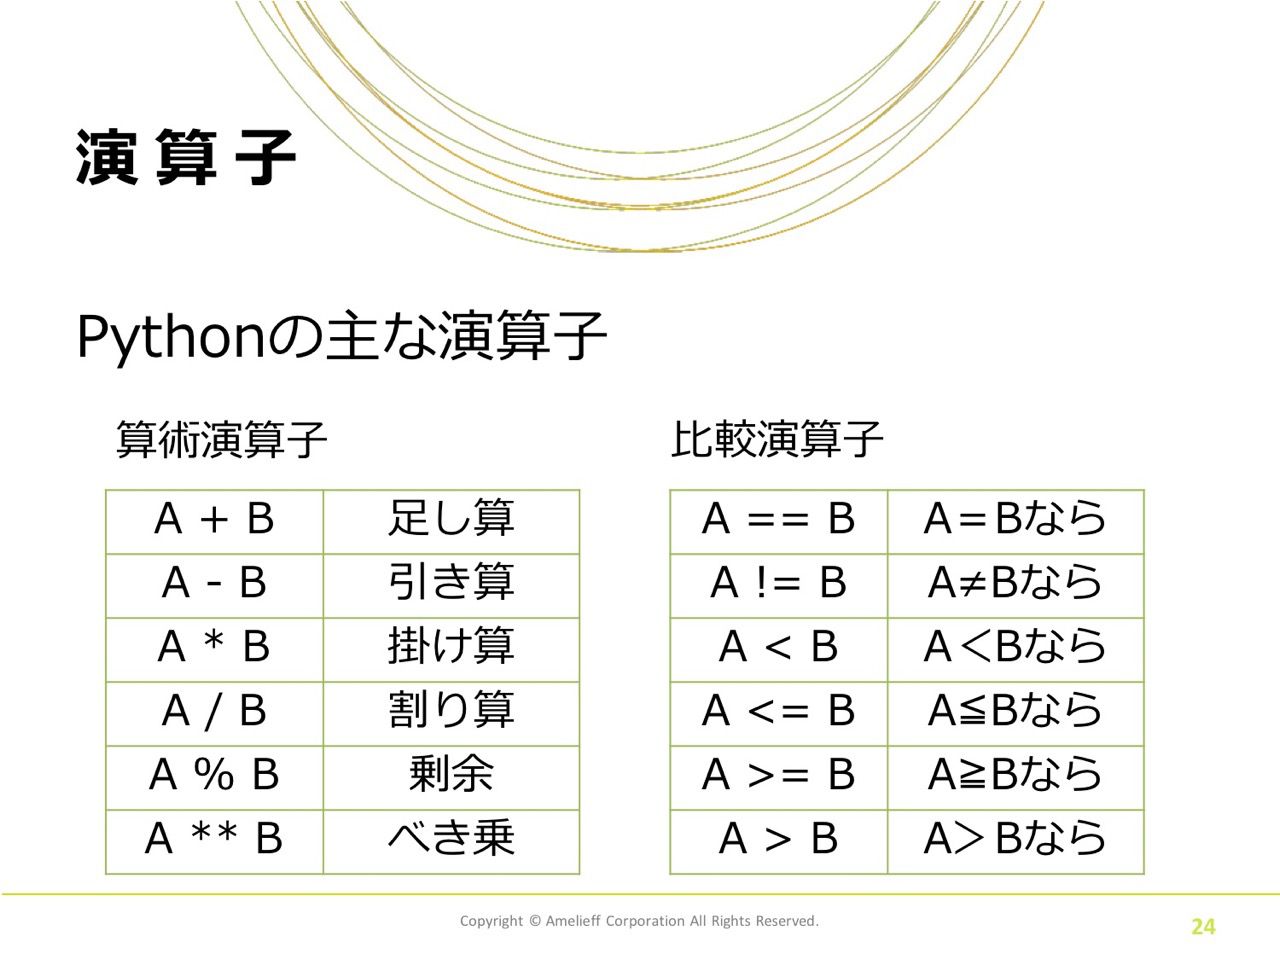 演算子
Pythonの主な演算子
算術演算子
A + B 足し算
A - B 引き算
A * B 掛け算
A / B 割り算
A % B 剰余
A ** B べき乗
比較演算子
A == B A＝Bなら
A != B A≠Bなら
A < B A＜Bなら
A <= B A≦Bなら
A >= B A≧Bなら
A > B A＞Bなら
Copyright © Amelieff Corporation All Rights Reserved.
24